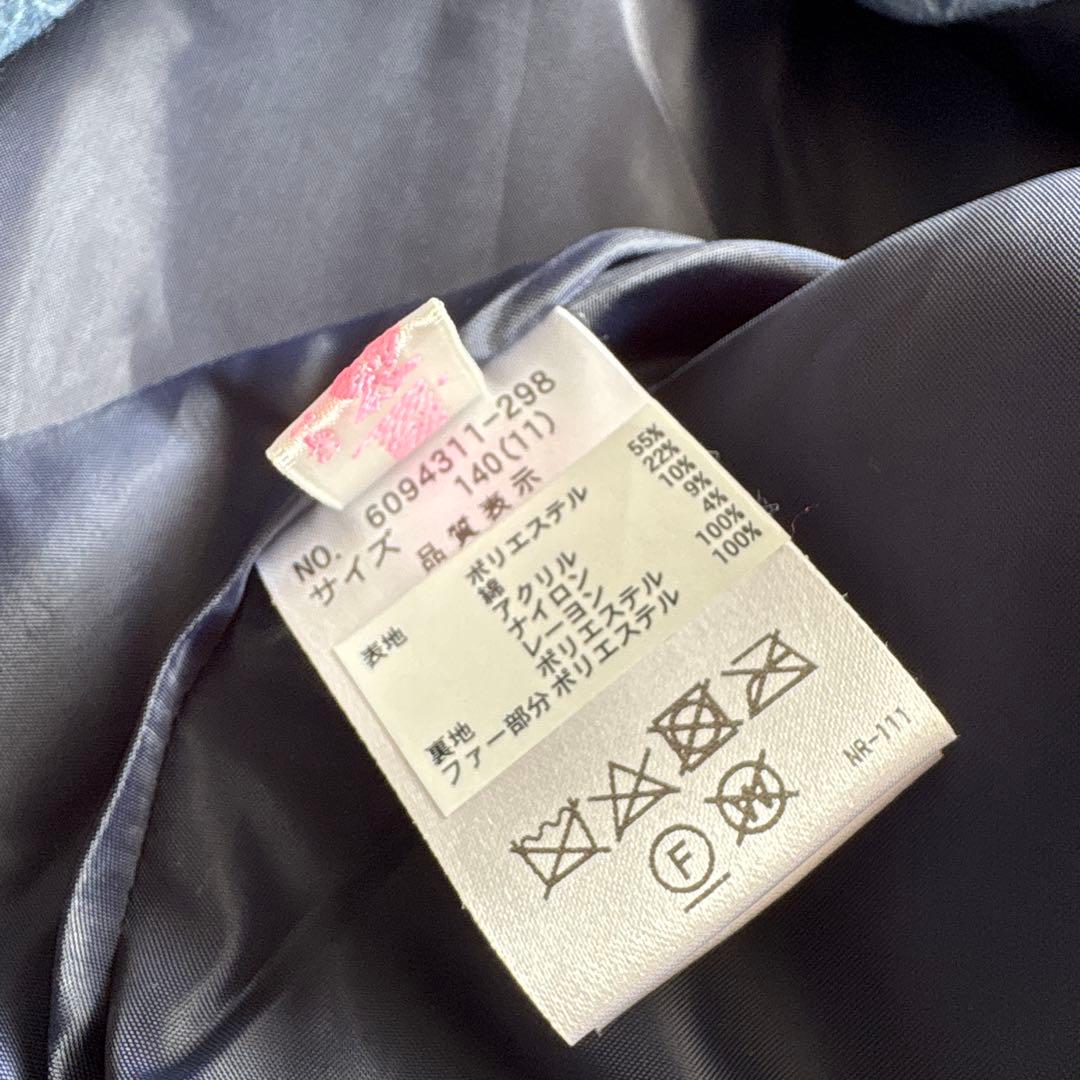 NO. 6094311-298
サイズ 140(11)
品質表示
表地 ポリエステル 55%
綿 22%
アクリル 10%
ナイロン 9%
レーヨン 4%
裏地 ポリエステル 100%
ファー部分 ポリエステル 100%
F
W
NR-111